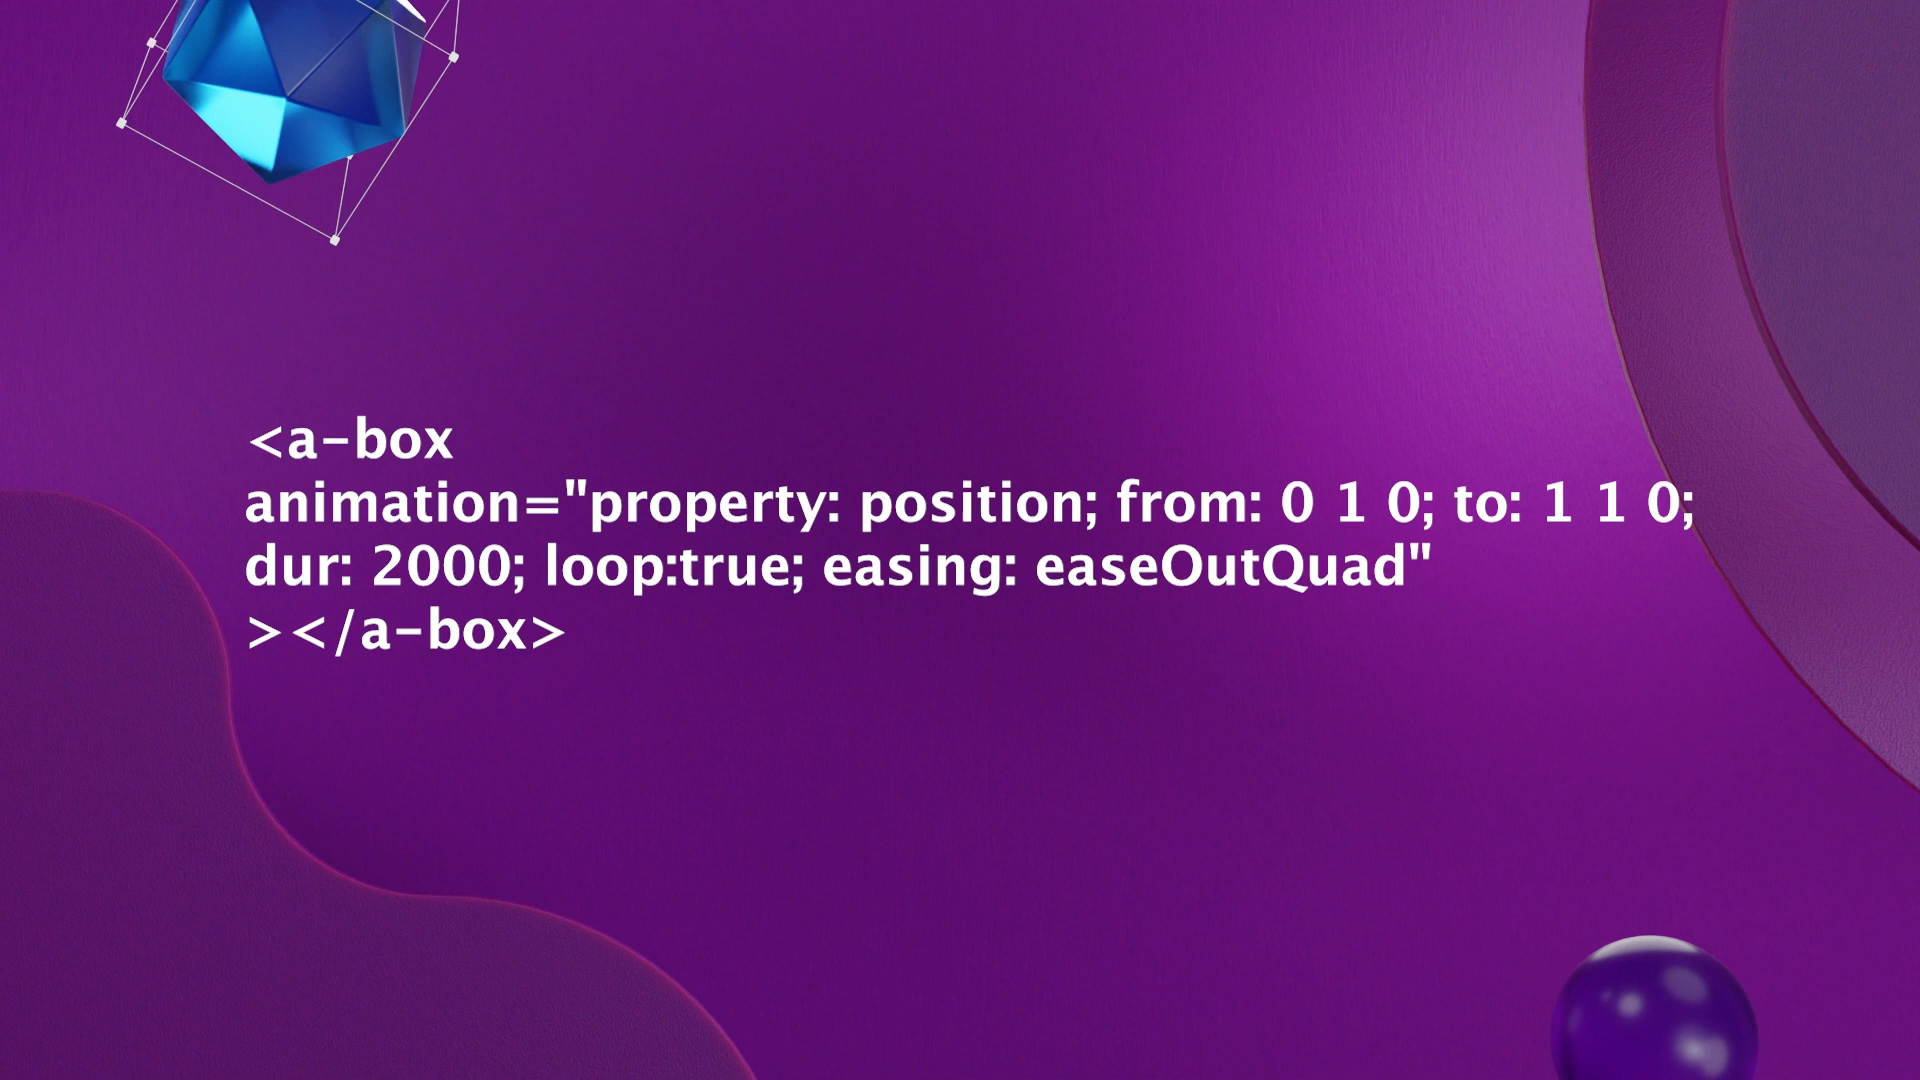 <a-box
animation="property: position; from: 0 1 0; to: 1 1 0;
dur: 2000; loop:true; easing: easeOutQuad"
></a-box>